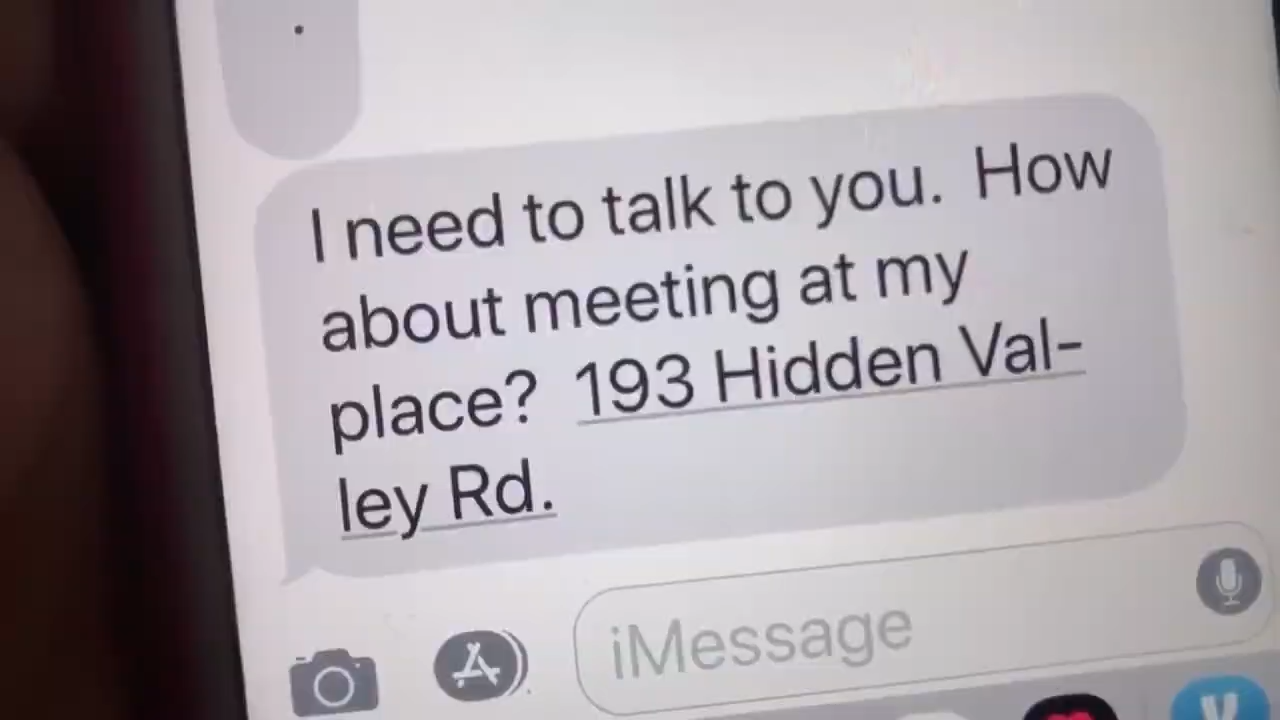 .
I need to talk to you. How
about meeting at my
place? 193 Hidden Val-
ley Rd.
iMessage